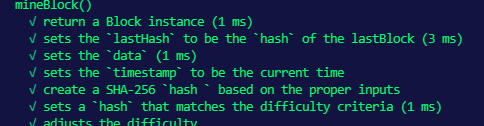 mineBlock()
√ return a Block instance (1 ms)
√ sets the `lastHash` to be the `hash` of the lastBlock (3 ms)
√ sets the `data` (1 ms)
√ sets the `timestamp` to be the current time
√ create a SHA-256 `hash ` based on the proper inputs
√ sets a `hash` that matches the difficulty criteria (1 ms)
√ adjusts the difficulty